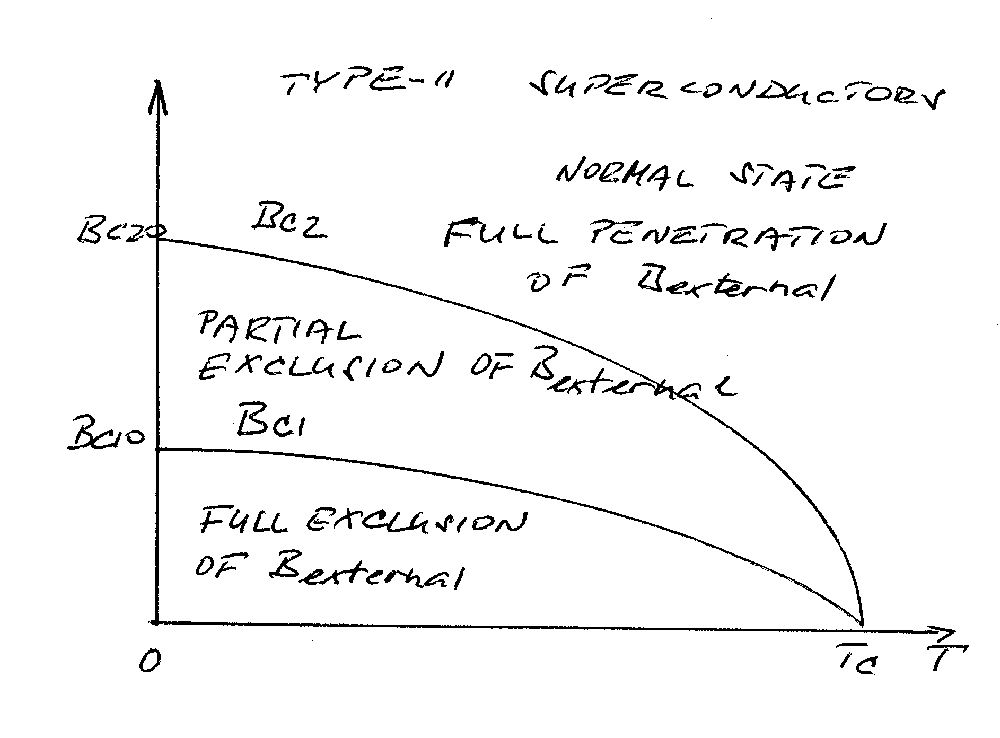 TYPE-II SUPERCONDUCTORS
NORMAL STATE
FULL PENETRATION
OF Bexternal
Bc20
Bc2
PARTIAL
EXCLUSION OF Bexternal
Bc10
Bc1
FULL EXCLUSION
OF Bexternal
0
Tc
T